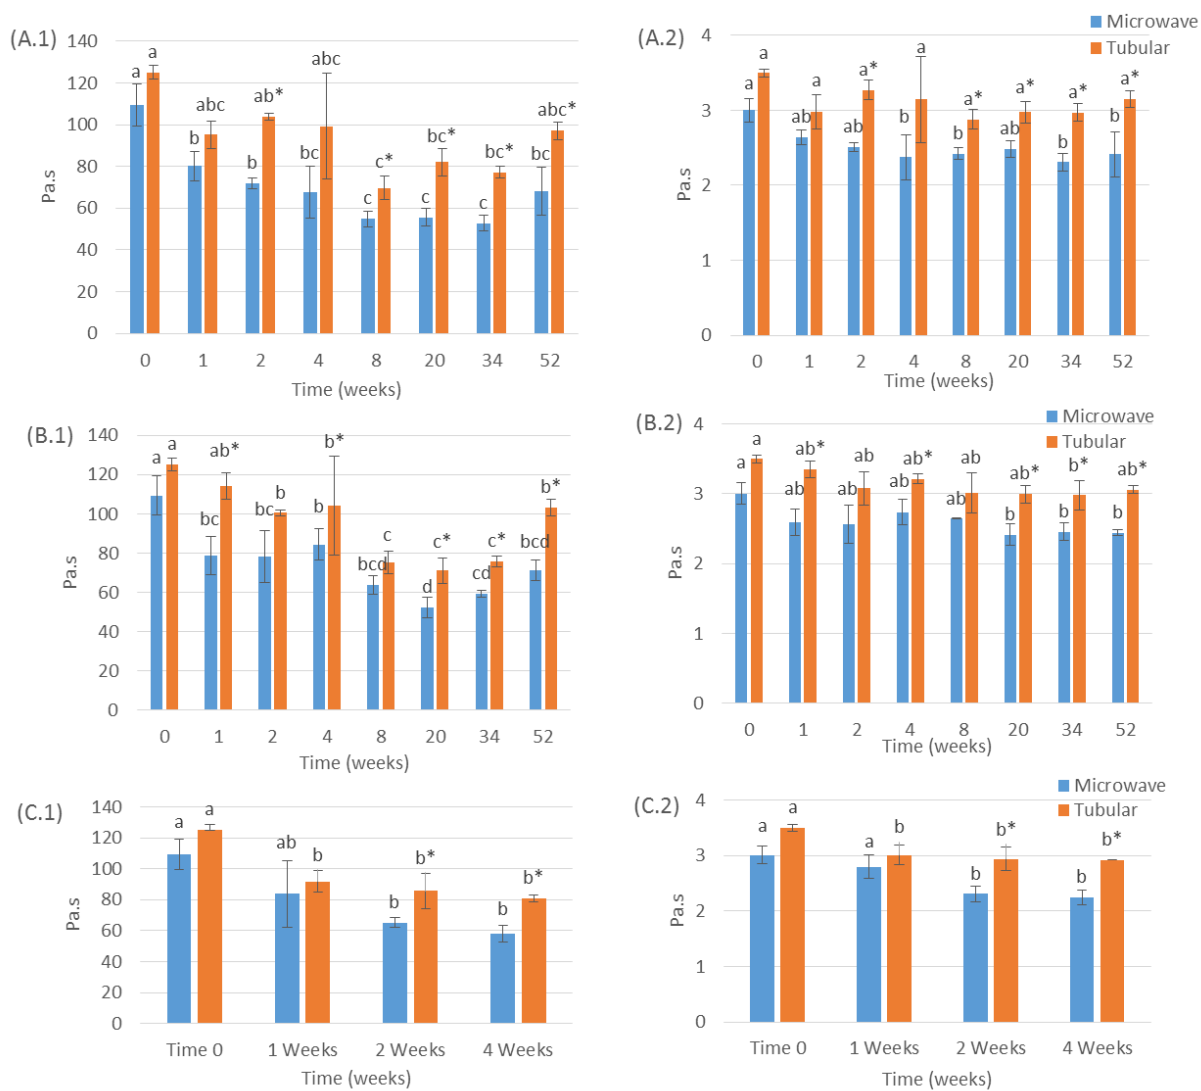 (A.1)
140
120
100
80
60
40
20
0
Pa.s
a a b abc b ab* bc abc c c* c bc* c bc* bc abc*
0 1 2 4 8 20 34 52
Time (weeks)
(A.2)
Microwave
Tubular
4
3
2
1
0
Pa.s
a a ab a ab a* b a b a* ab a* b a* b a*
0 1 2 4 8 20 34 52
Time (weeks)
(B.1)
140
120
100
80
60
40
20
0
Pa.s
a a bc ab* bc b b b* bcd c d c* cd c* bcd b*
0 1 2 4 8 20 34 52
Time (weeks)
(B.2)
Microwave
Tubular
4
3
2
1
0
Pa.s
a a ab ab* ab ab ab ab* ab ab b ab* b b* b ab*
0 1 2 4 8 20 34 52
Time (weeks)
(C.1)
140
120
100
80
60
40
20
0
Pa.s
a a ab b b b* b b*
Time 0 1 Weeks 2 Weeks 4 Weeks
Time (weeks)
(C.2)
Microwave
Tubular
4
3
2
1
0
Pa.s
a a a b b b* b b*
Time 0 1 Weeks 2 Weeks 4 Weeks
Time (weeks)